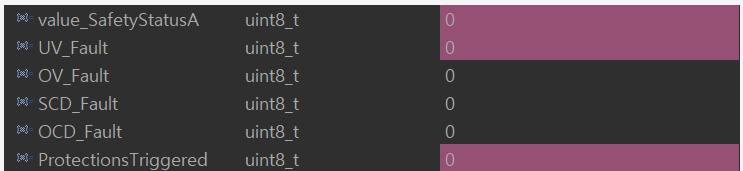 value_SafetyStatusA uint8_t 0
UV_Fault uint8_t 0
OV_Fault uint8_t 0
SCD_Fault uint8_t 0
OCD_Fault uint8_t 0
ProtectionsTriggered uint8_t 0